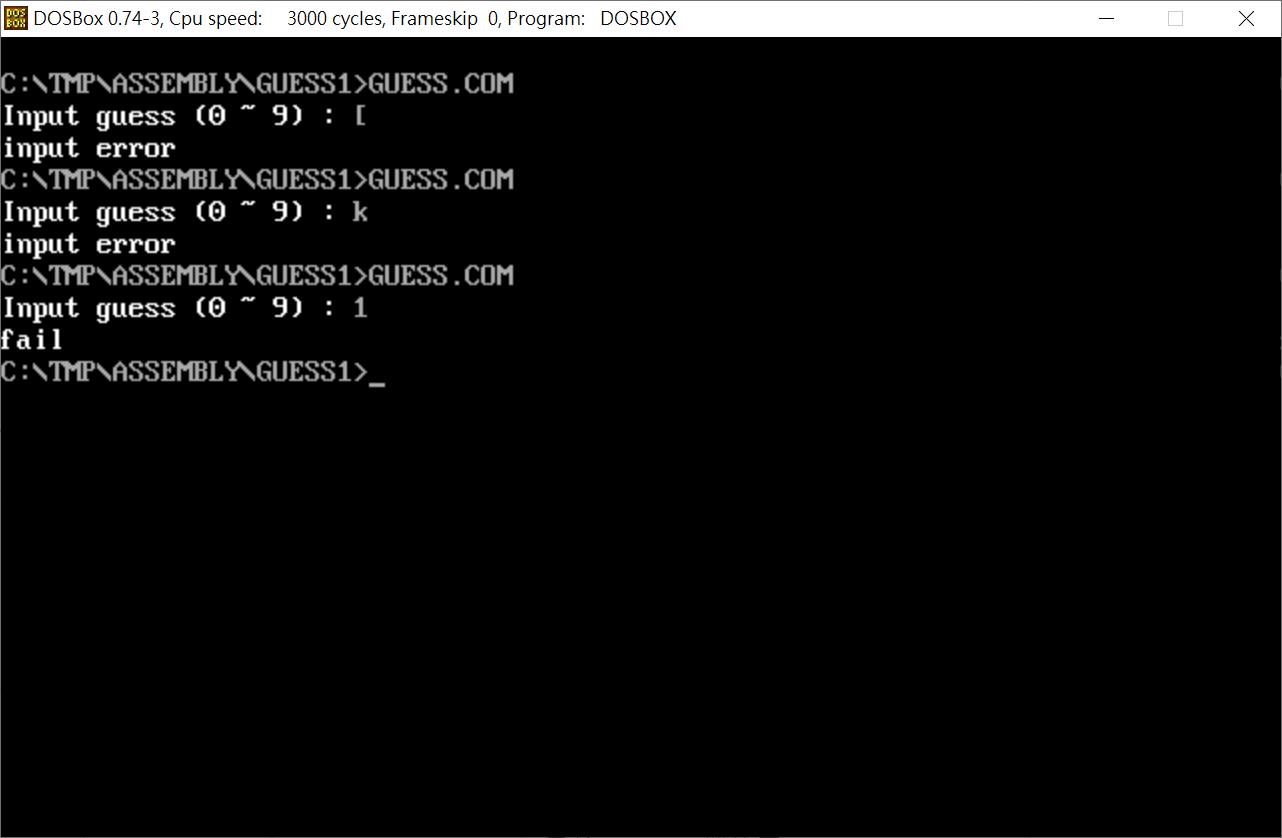 DOS BOX DOSBox 0.74-3, Cpu speed: 3000 cycles, Frameskip 0, Program: DOSBOX
C:\TMP\ASSEMBLY\GUESS1>GUESS.COM
Input guess (0 ~ 9) : [
input error
C:\TMP\ASSEMBLY\GUESS1>GUESS.COM
Input guess (0 ~ 9) : k
input error
C:\TMP\ASSEMBLY\GUESS1>GUESS.COM
Input guess (0 ~ 9) : 1
fail
C:\TMP\ASSEMBLY\GUESS1>_